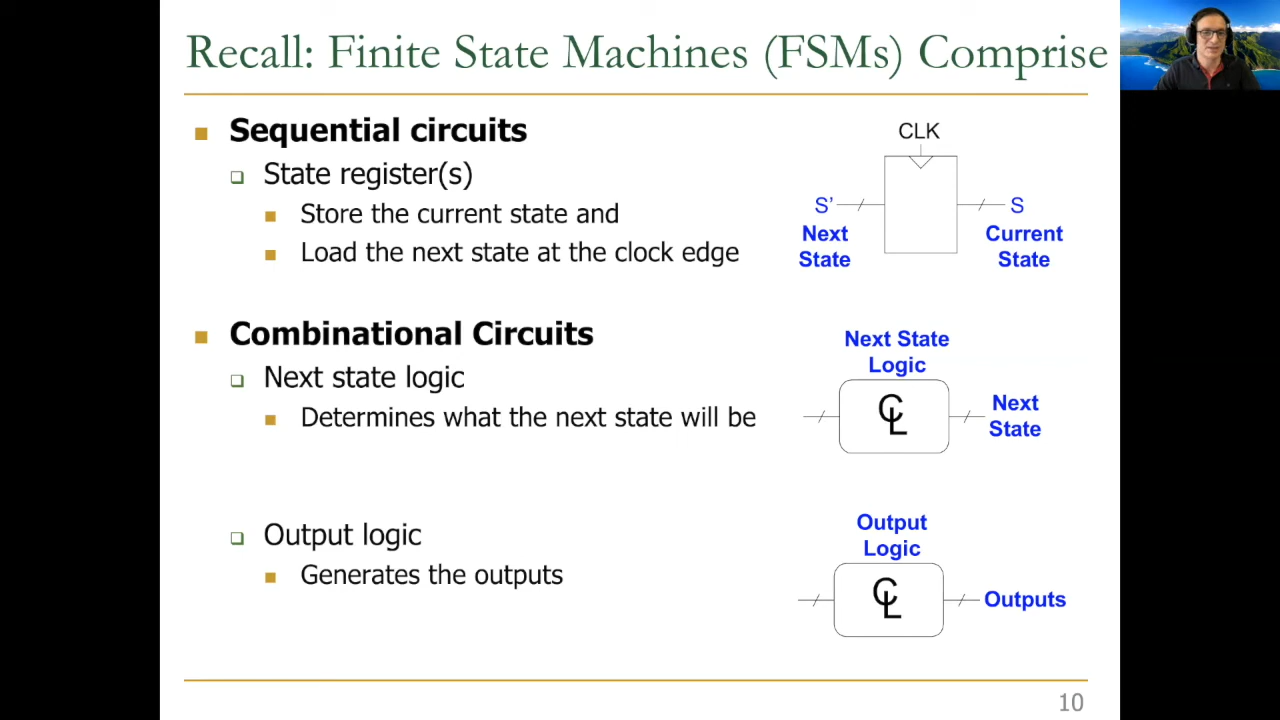 Recall: Finite State Machines (FSMs) Comprise
Sequential circuits
State register(s)
Store the current state and
Load the next state at the clock edge
CLK
S'
S
Next
State
Current
State
Combinational Circuits
Next state logic
Determines what the next state will be
Next State
Logic
CL
Next
State
Output logic
Generates the outputs
Output
Logic
CL
Outputs
10